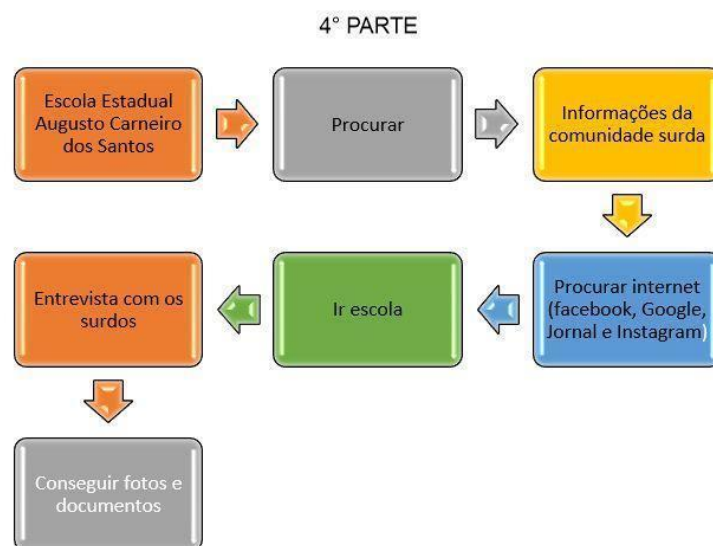 4° PARTE
Escola Estadual
Augusto Carneiro
dos Santos
Procurar
Informações da
comunidade surda
Procurar internet
(facebook, Google,
Jornal e Instagram)
Ir escola
Entrevista com os
surdos
Conseguir fotos e
documentos